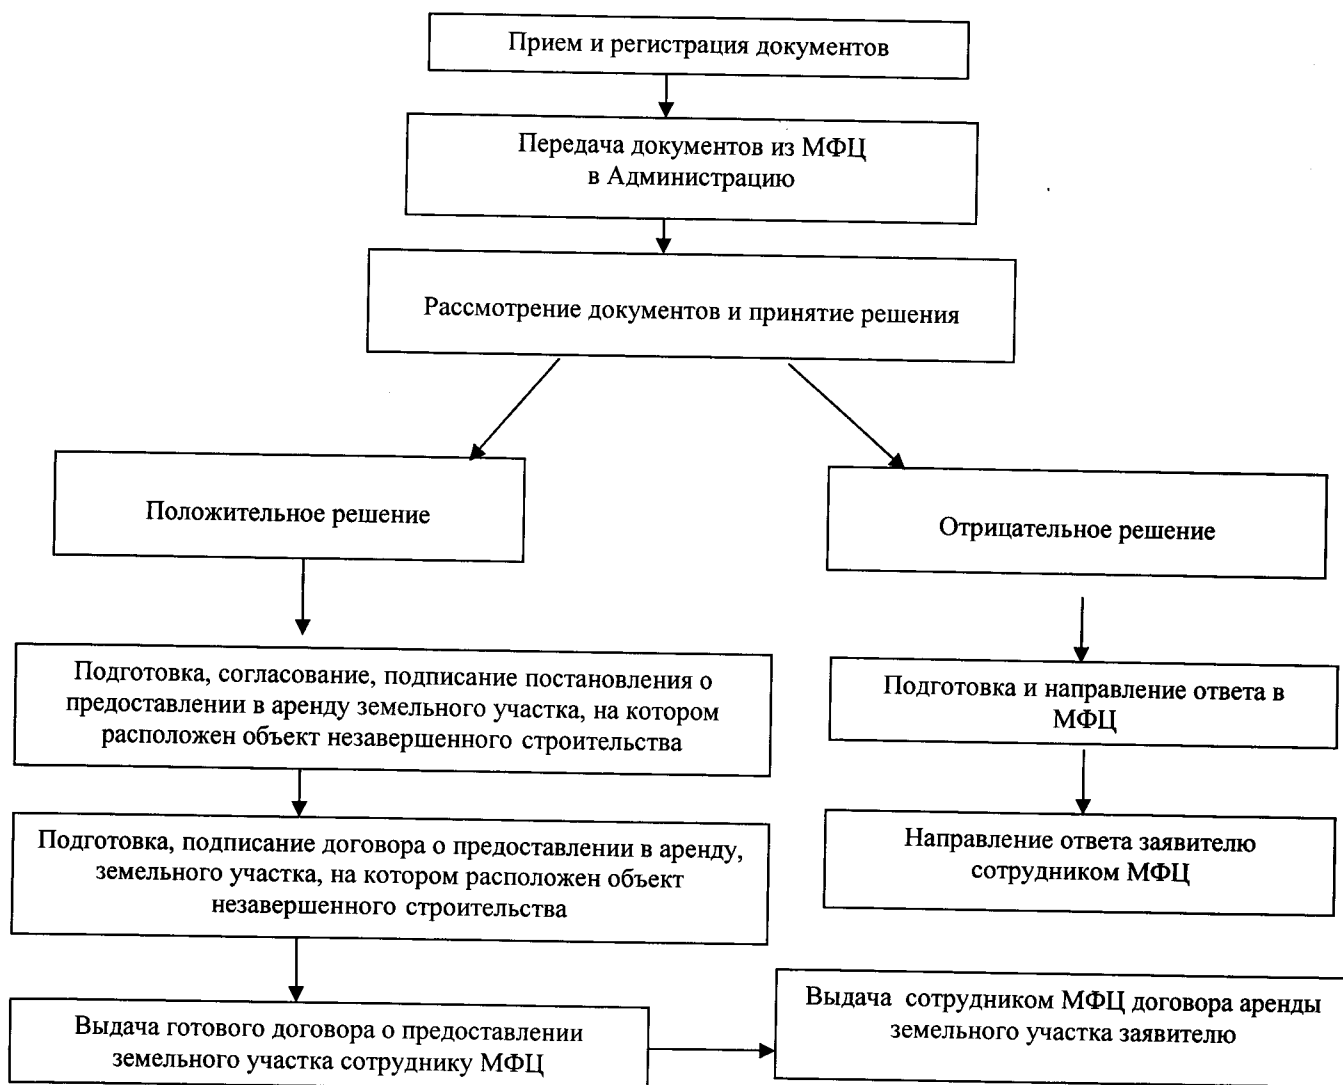 Прием и регистрация документов
Передача документов из МФЦ
в Администрацию
Рассмотрение документов и принятие решения
Положительное решение
Отрицательное решение
Подготовка, согласование, подписание постановления о
предоставлении в аренду земельного участка, на котором
расположен объект незавершенного строительства
Подготовка и направление ответа в
МФЦ
Подготовка, подписание договора о предоставлении в аренду,
земельного участка, на котором расположен объект
незавершенного строительства
Направление ответа заявителю
сотрудником МФЦ
Выдача готового договора о предоставлении
земельного участка сотруднику МФЦ
Выдача сотрудником МФЦ договора аренды
земельного участка заявителю